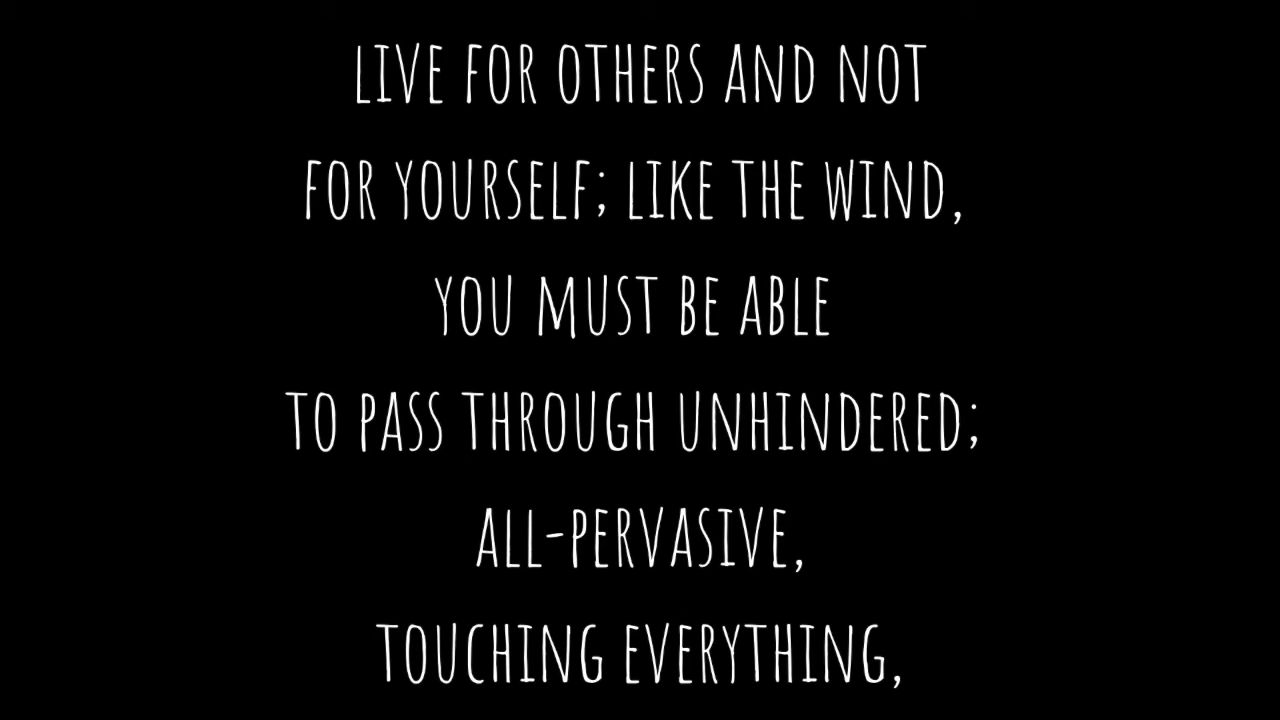 LIVE FOR OTHERS AND NOT
FOR YOURSELF; LIKE THE WIND,
YOU MUST BE ABLE
TO PASS THROUGH UNHINDERED;
ALL-PERVASIVE,
TOUCHING EVERYTHING,